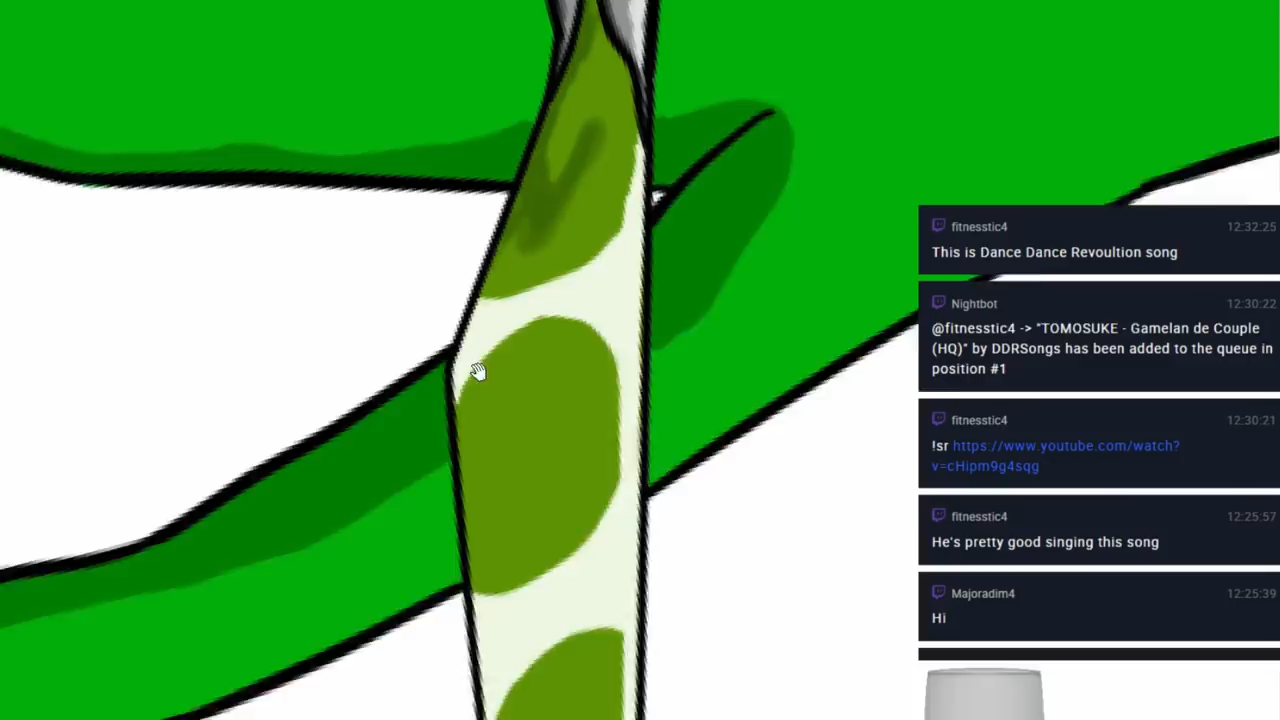 fitnesstic4 12:32:25
This is Dance Dance Revoultion song
Nightbot 12:30:22
@fitnesstic4 -> "TOMOSUKE - Gamelan de Couple
(HQ)" by DDRSongs has been added to the queue in
position #1
fitnesstic4 12:30:21
!sr https://www.youtube.com/watch?
v=cHipm9g4sqg
fitnesstic4 12:25:57
He's pretty good singing this song
Majoradim4 12:25:39
Hi